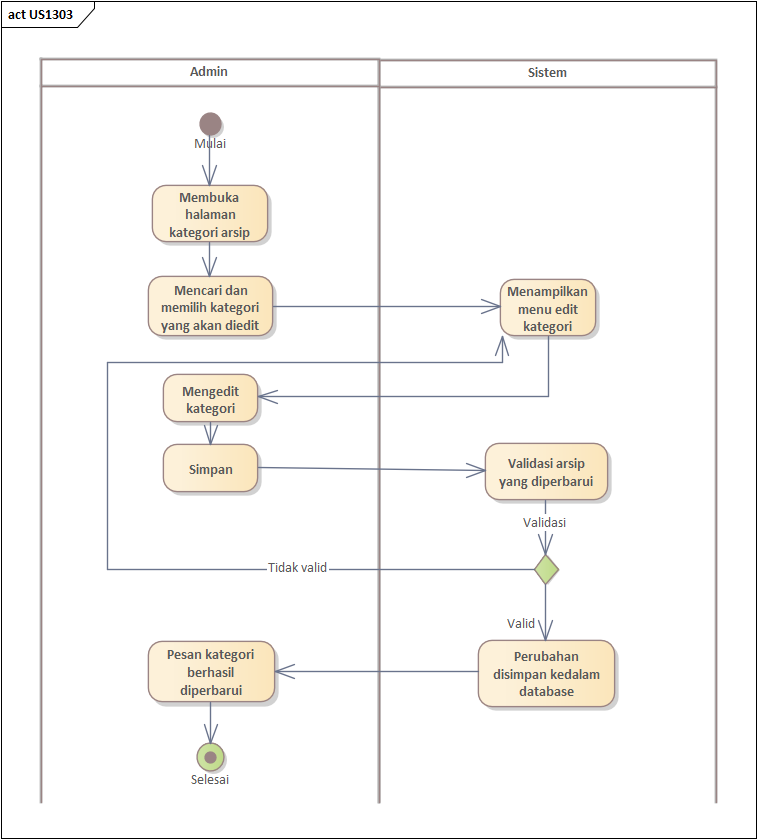 act US1303
Admin
Sistem
Mulai
Membuka
halaman
kategori arsip
Mencari dan
memilih kategori
yang akan diedit
Menampilkan
menu edit
kategori
Mengedit
kategori
Simpan
Validasi arsip
yang diperbarui
Validasi
Tidak valid
Valid
Perubahan
disimpan kedalam
database
Pesan kategori
berhasil
diperbarui
Selesai